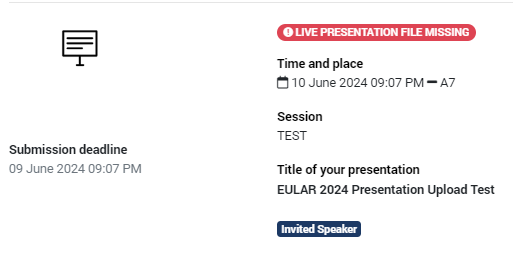 LIVE PRESENTATION FILE MISSING
Time and place
10 June 2024 09:07 PM — A7
Session
TEST
Submission deadline
09 June 2024 09:07 PM
Title of your presentation
EULAR 2024 Presentation Upload Test
Invited Speaker